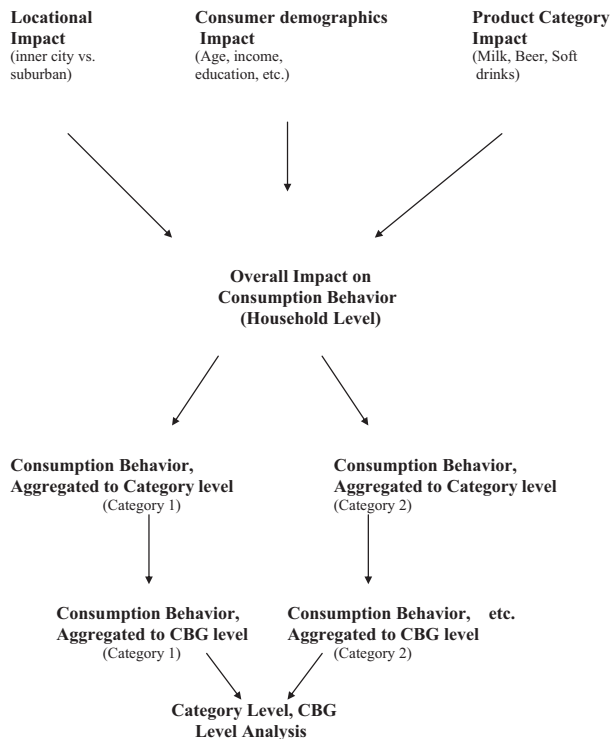 Locational
Impact
(inner city vs.
suburban)
Consumer demographics
Impact
(Age, income,
education, etc.)
Product Category
Impact
(Milk, Beer, Soft
drinks)
Overall Impact on
Consumption Behavior
(Household Level)
Consumption Behavior,
Aggregated to Category level
(Category 1)
Consumption Behavior,
Aggregated to Category level
(Category 2)
Consumption Behavior,
Aggregated to CBG level
(Category 1)
Consumption Behavior, etc.
Aggregated to CBG level
(Category 2)
Category Level, CBG
Level Analysis